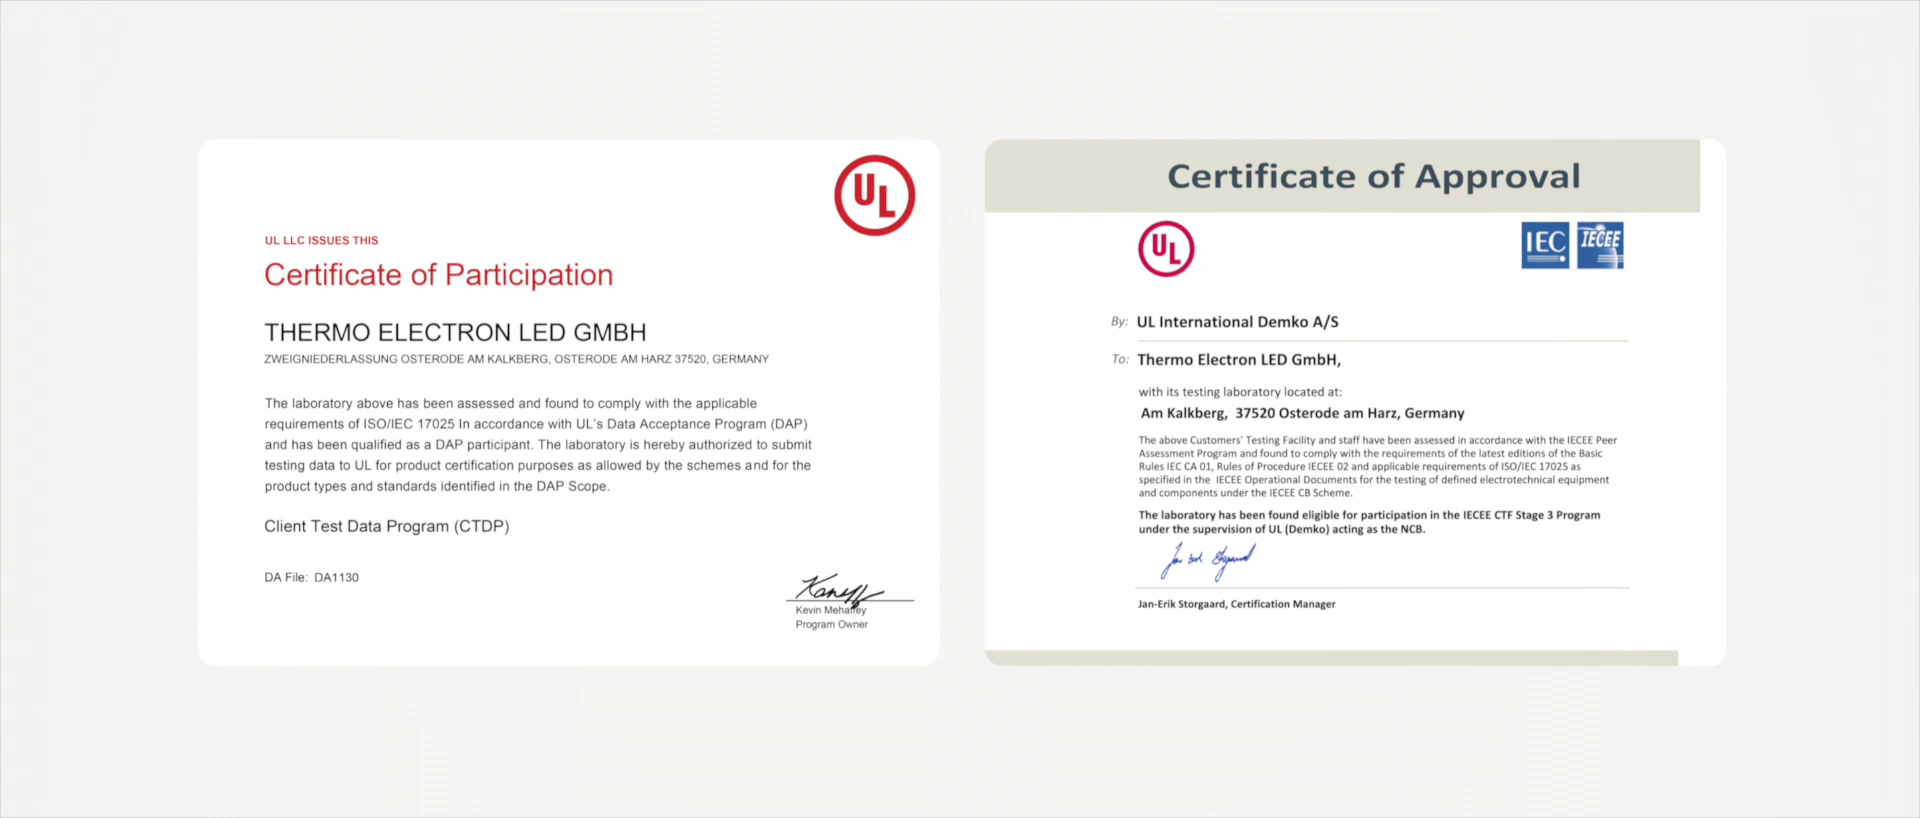 UL
UL LLC ISSUES THIS
Certificate of Participation
THERMO ELECTRON LED GMBH
ZWEIGNIEDERLASSUNG OSTERODE AM KALKBERG, OSTERODE AM HARZ 37520, GERMANY
The laboratory above has been assessed and found to comply with the applicable
requirements of ISO/IEC 17025 In accordance with UL's Data Acceptance Program (DAP)
and has been qualified as a DAP participant. The laboratory is hereby authorized to submit
testing data to UL for product certification purposes as allowed by the schemes and for the
product types and standards identified in the DAP Scope.
Client Test Data Program (CTDP)
DA File: DA1130
Kevin Mehaffey
Program Owner
Certificate of Approval
UL
IEC
IECEE
By: UL International Demko A/S
To: Thermo Electron LED GmbH,
with its testing laboratory located at:
Am Kalkberg, 37520 Osterode am Harz, Germany
The above Customers' Testing Facility and staff have been assessed in accordance with the IECEE Peer
Assessment Program and found to comply with the requirements of the latest editions of the Basic
Rules IEC CA 01, Rules of Procedure IECEE 02 and applicable requirements of ISO/IEC 17025 as
specified in the IECEE Operational Documents for the testing of defined electrotechnical equipment
and components under the IECEE CB Scheme.
The laboratory has been found eligible for participation in the IECEE CTF Stage 3 Program
under the supervision of UL (Demko) acting as the NCB.
Jan-Erik Storgaard, Certification Manager